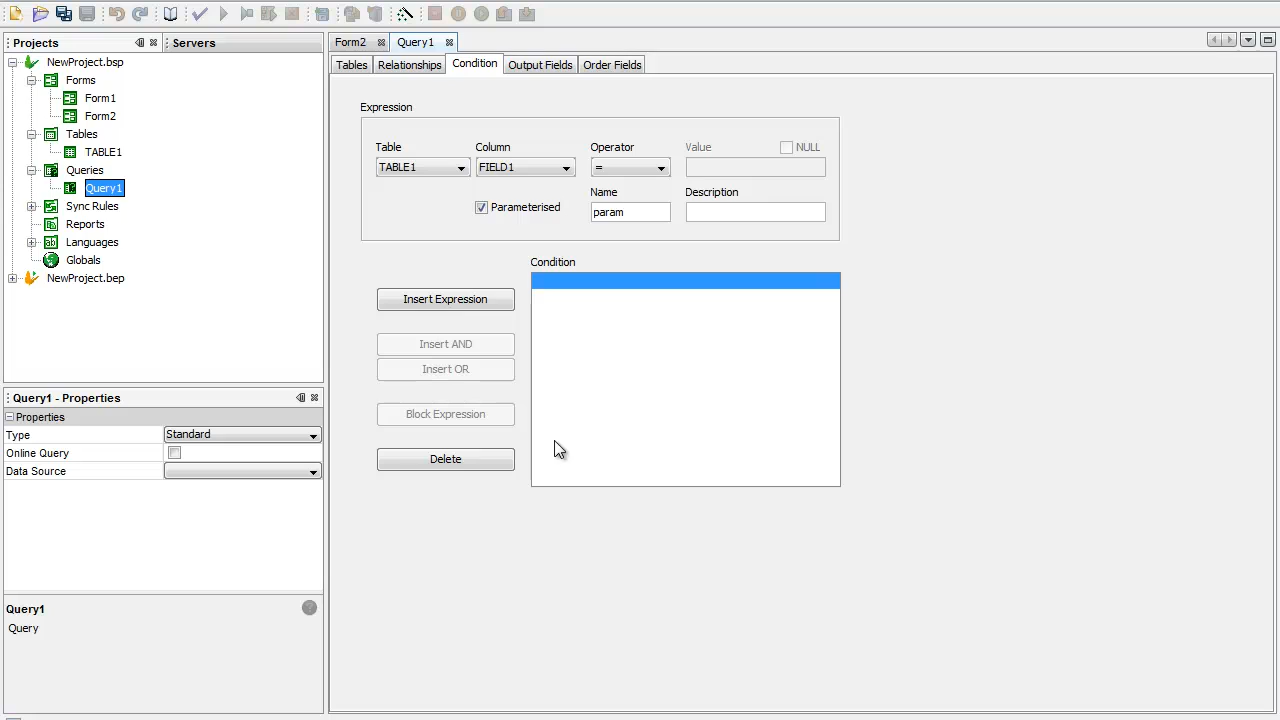 Projects
Servers
NewProject.bsp
Forms
Form1
Form2
Tables
TABLE1
Queries
Query1
Sync Rules
Reports
Languages
Globals
NewProject.bep
Query1 - Properties
Properties
Type Standard
Online Query
Data Source
Query1
Query
Form2 Query1
Tables Relationships Condition Output Fields Order Fields
Expression
Table Column Operator Value NULL
TABLE1 FIELD1 =
Name Description
Parameterised param
Condition
Insert Expression
Insert AND
Insert OR
Block Expression
Delete